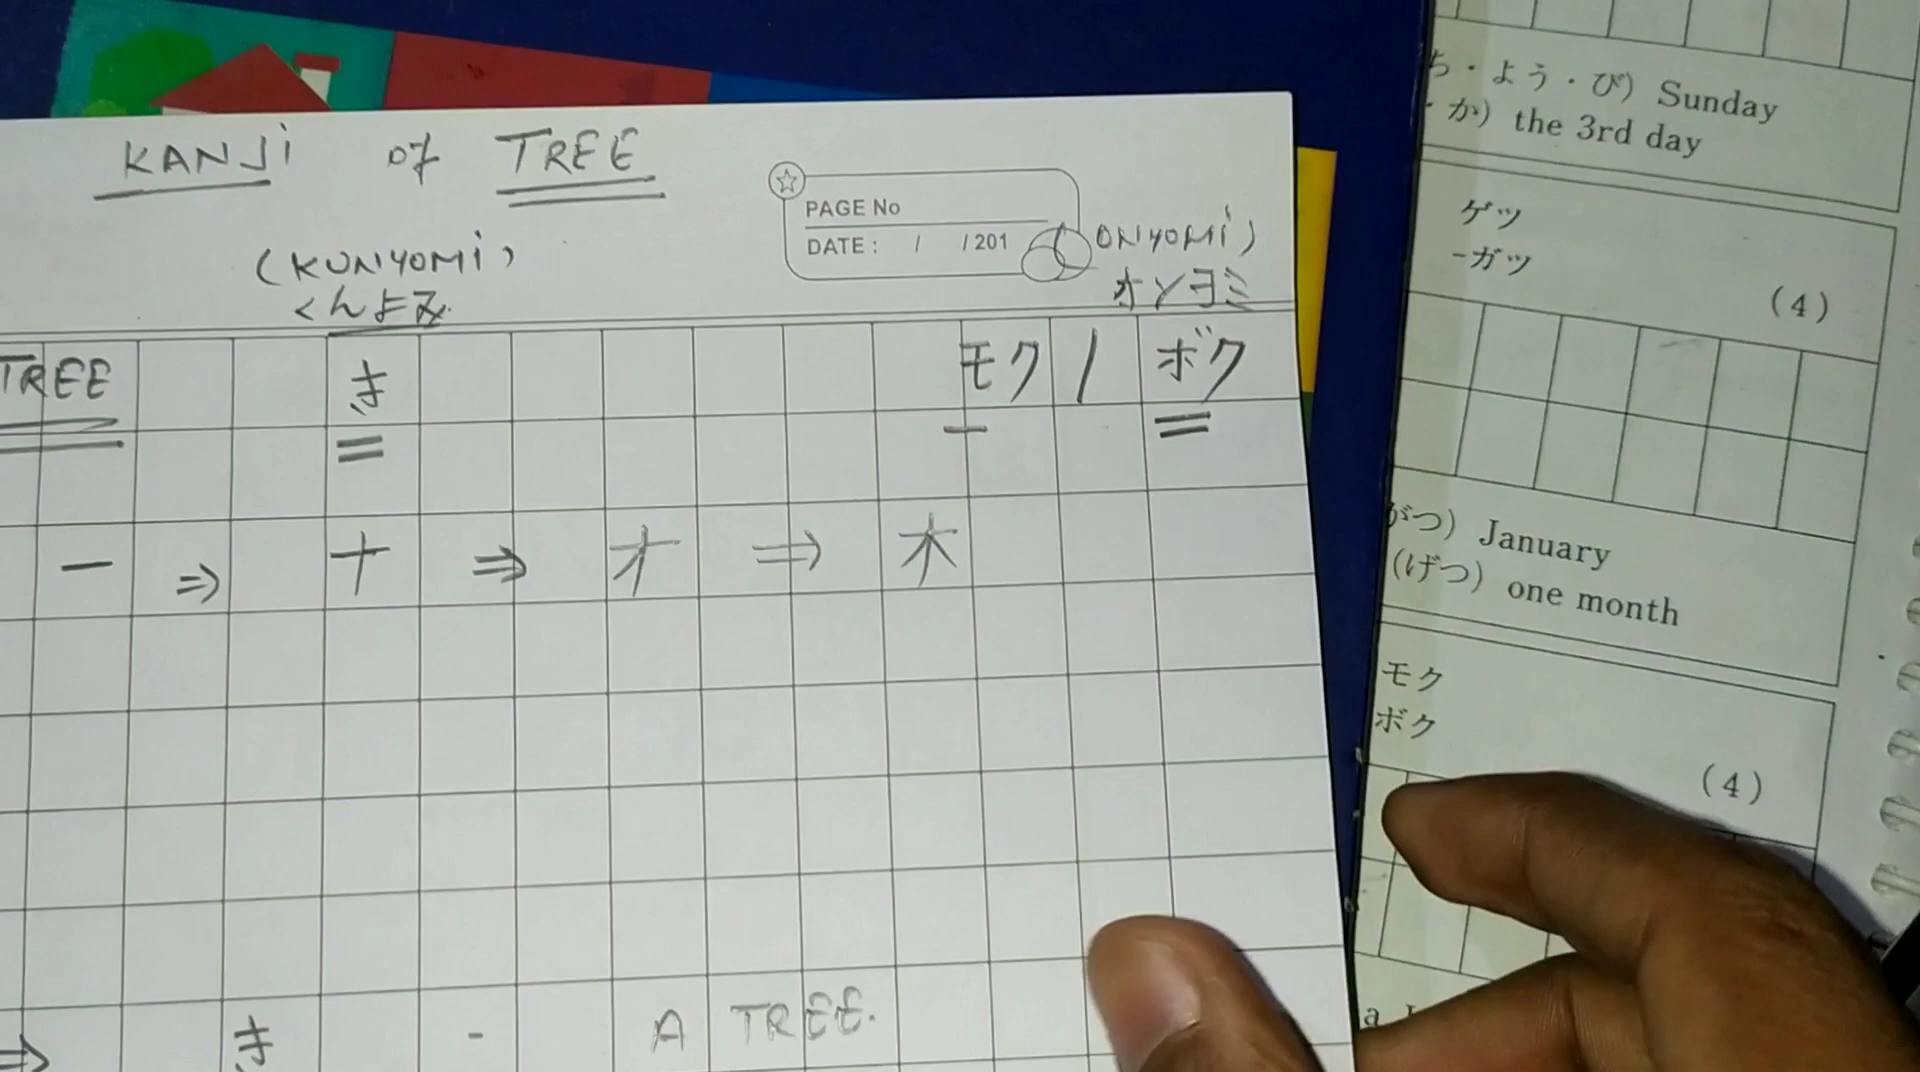 KANJi of TREE
PAGE No
DATE : / / 201
(KUNYOMi)
くんよみ
(ONYOMi)
オンヨミ
TREE き モク / ボク
一 ⇒ 十 ⇒ オ ⇒ 木
⇒ き - A TREE.
ち・よう・び) Sunday
・か) the 3rd day
ゲツ
-ガツ
(4)
がつ) January
(げつ) one month
モク
ボク
(4)